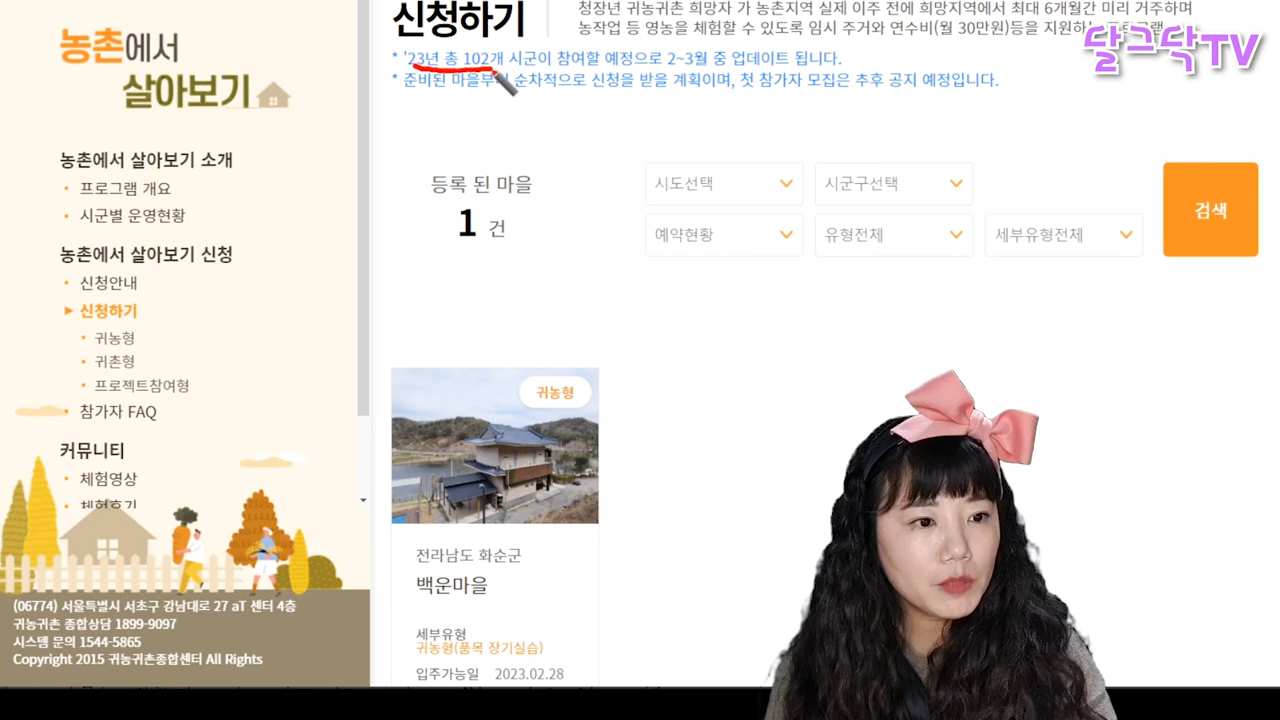 농촌에서
살아보기
농촌에서 살아보기 소개
프로그램 개요
시군별 운영현황
농촌에서 살아보기 신청
신청안내
신청하기
귀농형
귀촌형
프로젝트참여형
참가자 FAQ
커뮤니티
체험영상
체험후기
(06774) 서울특별시 서초구 강남대로 27 aT 센터 4층
귀농귀촌 종합상담 1899-9097
시스템 문의 1544-5865
Copyright 2015 귀농귀촌종합센터 All Rights
신청하기
청장년 귀농귀촌 희망자 가 농촌지역 실제 이주 전에 희망지역에서 최대 6개월간 미리 거주하며
농작업 등 영농을 체험할 수 있도록 임시 주거와 연수비(월 30만원)등을 지원하는
달그닥TV
* '23년 총 102개 시군이 참여할 예정으로 2~3월 중 업데이트 됩니다.
* 준비된 마을부터 순차적으로 신청을 받을 계획이며, 첫 참가자 모집은 추후 공지 예정입니다.
등록 된 마을
1 건
시도선택
시군구선택
예약현황
유형전체
세부유형전체
검색
귀농형
전라남도 화순군
백운마을
세부유형
귀농형(품목 장기실습)
입주가능일 2023.02.28